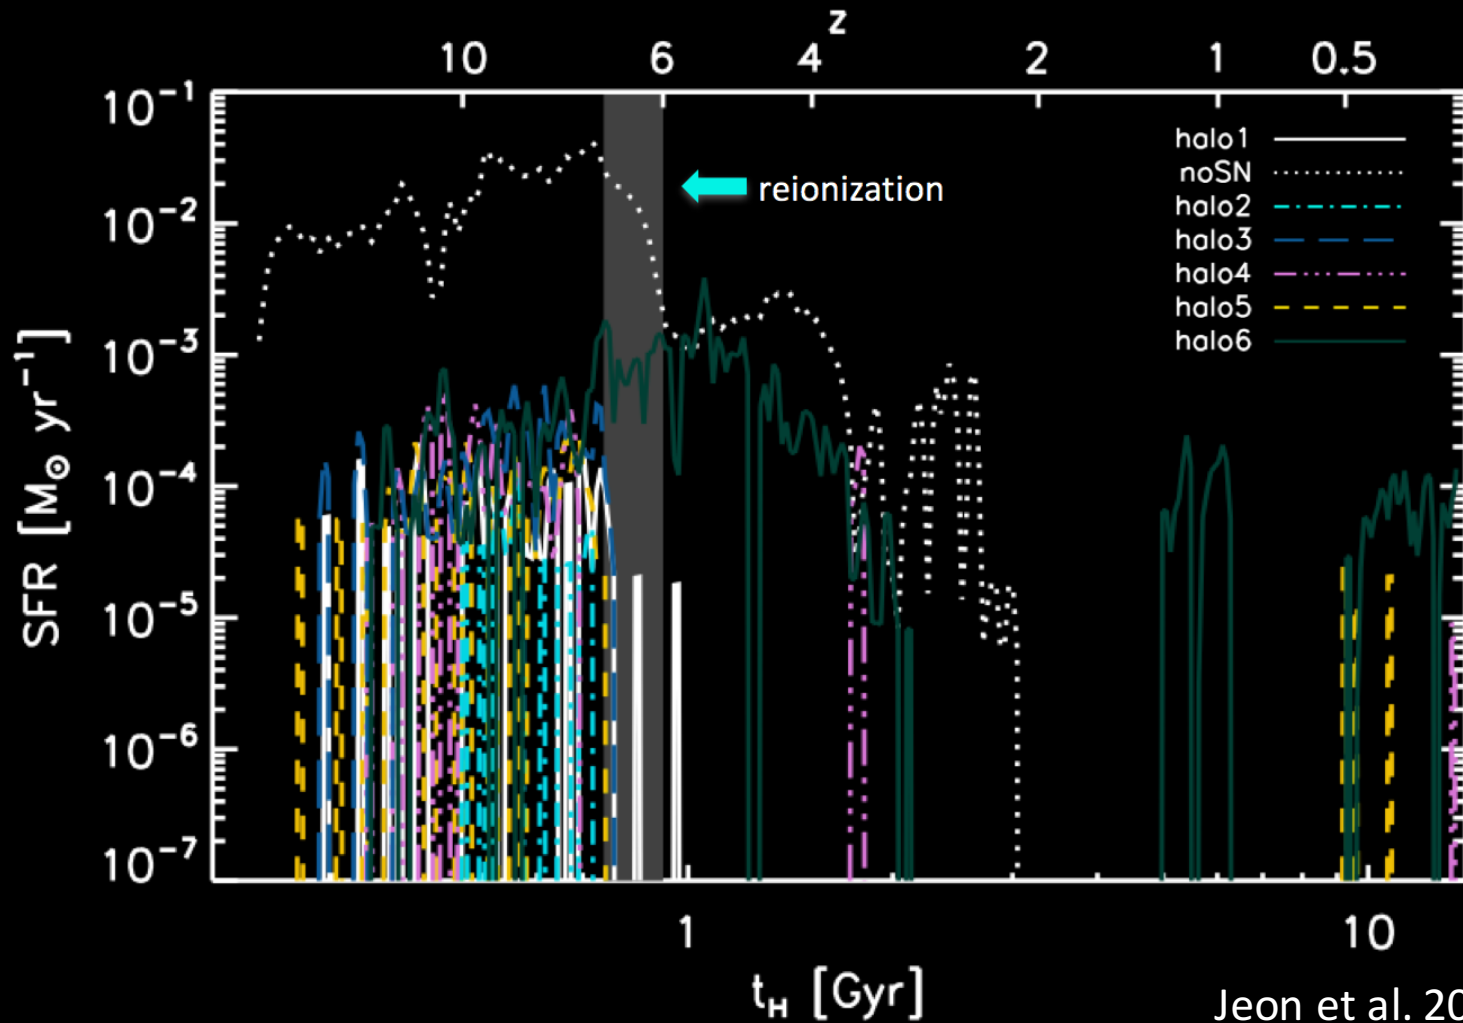 z
10 6 4 2 1 0.5
10⁻¹
halo1
noSN
reionization
halo2
10⁻²
halo3
halo4
halo5
halo6
10⁻³
SFR [M⊙ yr⁻¹]
10⁻⁴
10⁻⁵
10⁻⁶
10⁻⁷
1 10
tH [Gyr]
Jeon et al. 20